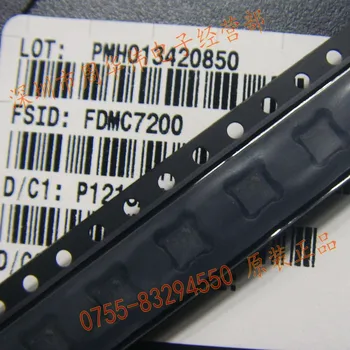 LOT: PMH013420850
FSID: FDMC7200
D/C1: P121
D/C
0755-83294550 原装正品